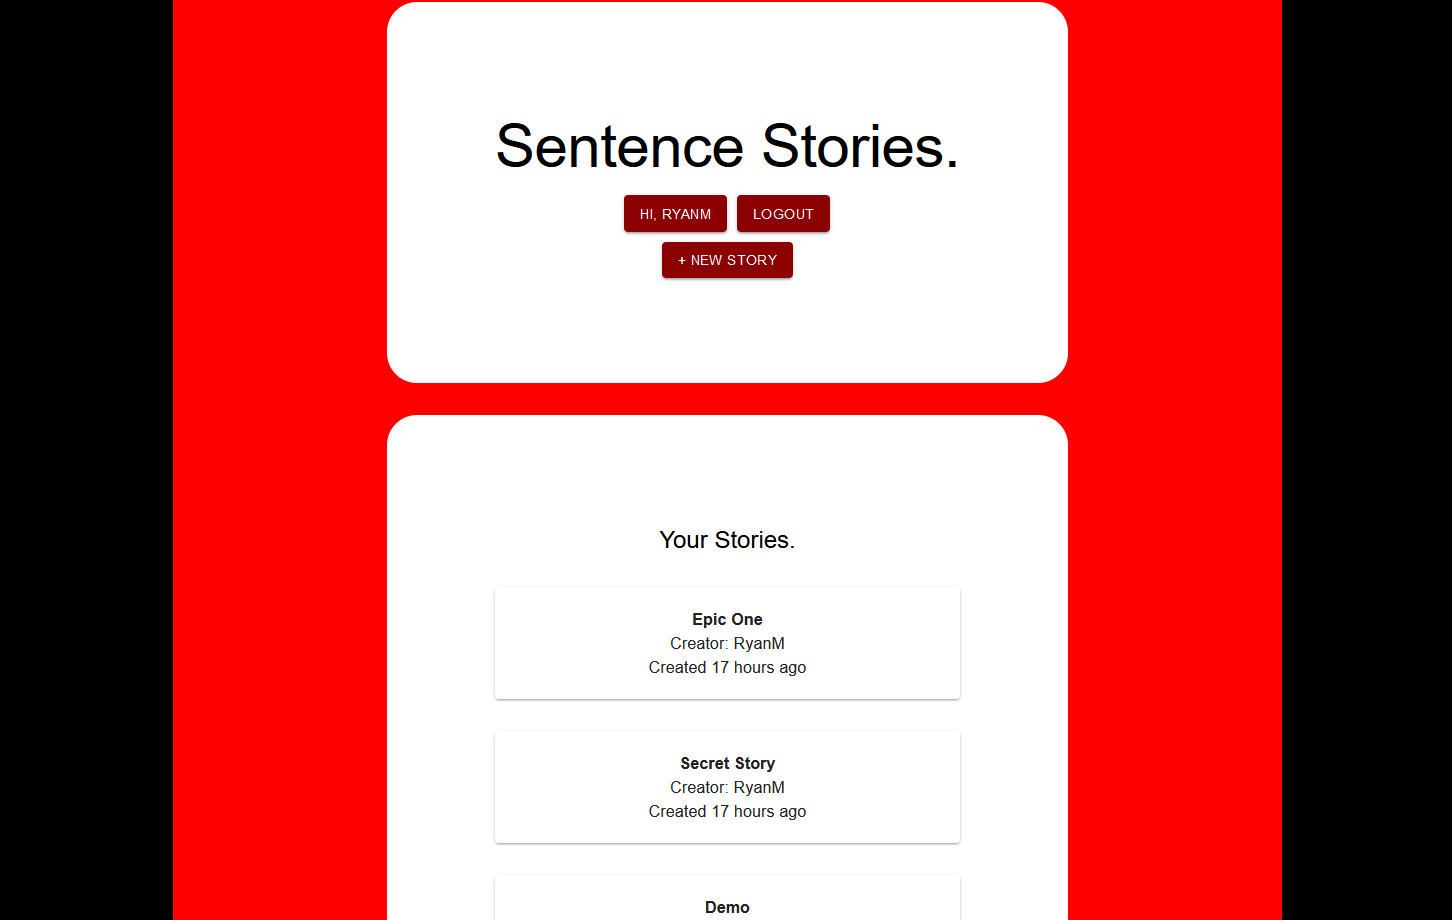 Sentence Stories.
HI, RYANM LOGOUT
+ NEW STORY
Your Stories.
Epic One
Creator: RyanM
Created 17 hours ago
Secret Story
Creator: RyanM
Created 17 hours ago
Demo